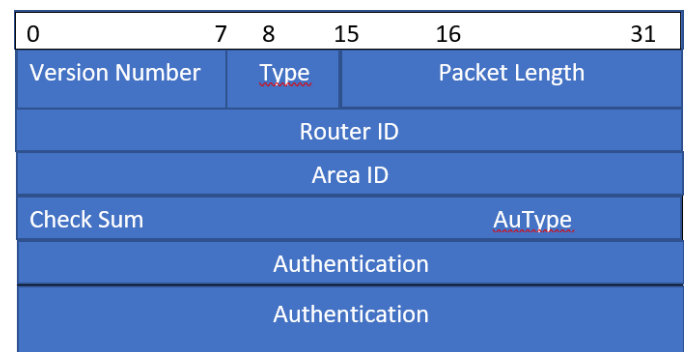 0 7 8 15 16 31
Version Number Type Packet Length
Router ID
Area ID
Check Sum AuType
Authentication
Authentication